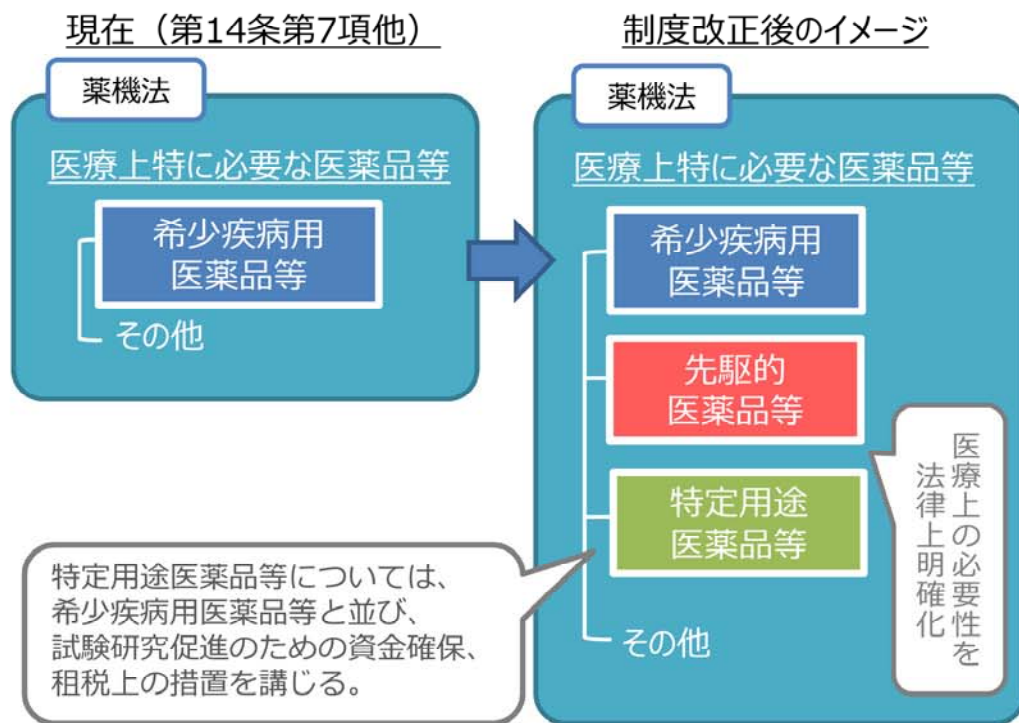 現在（第14条第7項他）
薬機法
医療上特に必要な医薬品等
希少疾病用
医薬品等
その他
制度改正後のイメージ
薬機法
医療上特に必要な医薬品等
希少疾病用
医薬品等
先駆的
医薬品等
特定用途
医薬品等
その他
医療上の必要性を
法律上明確化
特定用途医薬品等については、
希少疾病用医薬品等と並び、
試験研究促進のための資金確保、
租税上の措置を講じる。